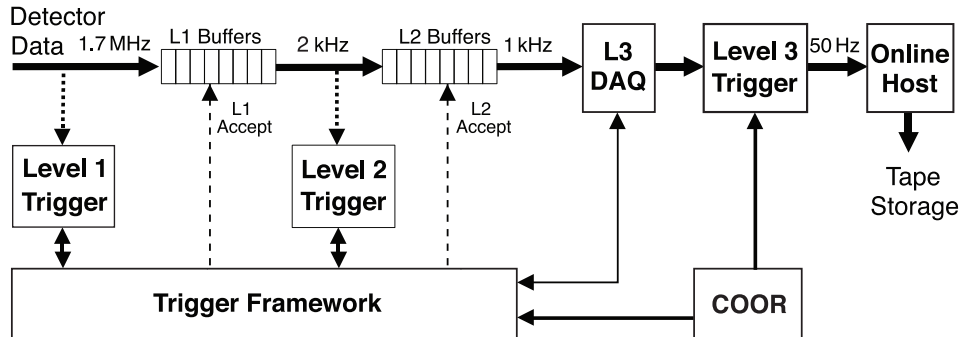 Detector
Data
1.7 MHz
L1 Buffers
2 kHz
L2 Buffers
1 kHz
L3
DAQ
Level 3
Trigger
50 Hz
Online
Host
L1
Accept
L2
Accept
Level 1
Trigger
Level 2
Trigger
Tape
Storage
Trigger Framework
COOR